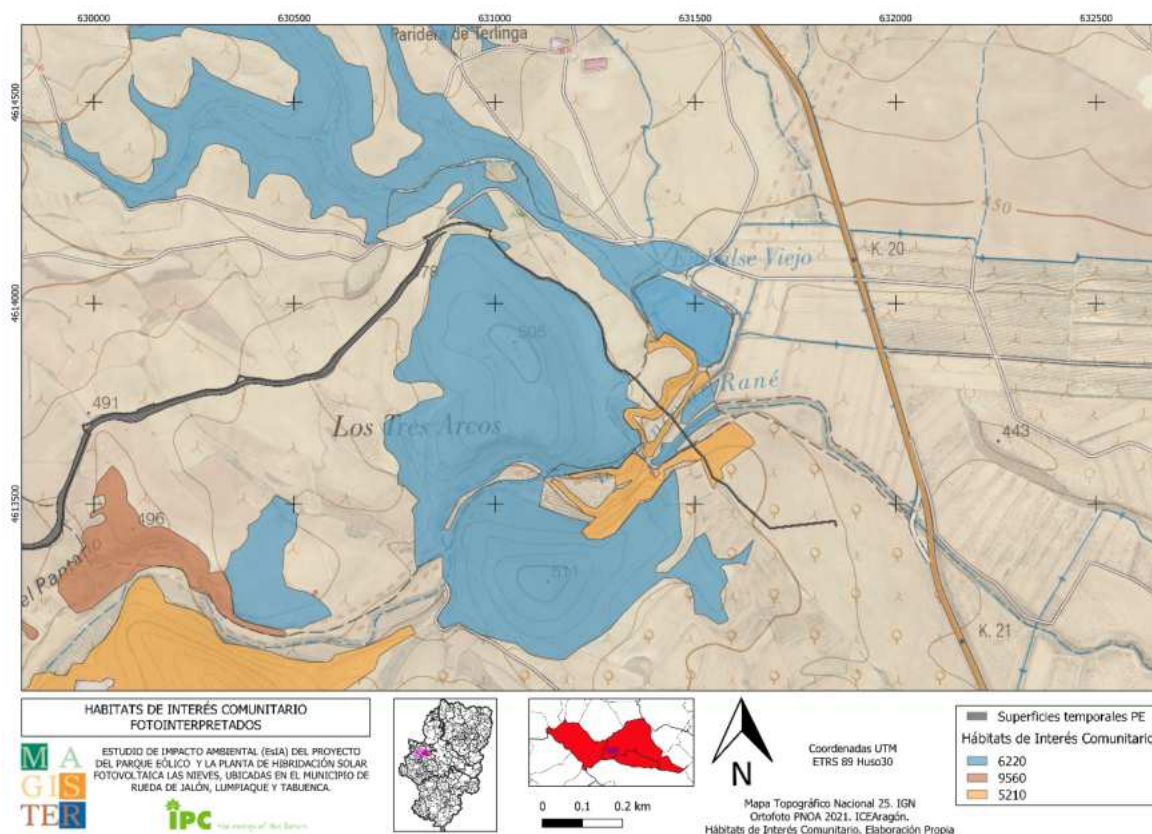 630000 630500 631000 631500 632000 632500
4614500
4614000
4613500
Paridera de Terlinga
450
K. 20
Embalse Viejo
78
505
491
Los Tres Arcos
Rané
443
496
el Pantano
511
K. 21
HABITATS DE INTERÉS COMUNITARIO
FOTOINTERPRETADOS
MA
GIS
TER
ESTUDIO DE IMPACTO AMBIENTAL (EsIA) DEL PROYECTO
DEL PARQUE EÓLICO Y LA PLANTA DE HIBRIDACIÓN SOLAR
FOTOVOLTAICA LAS NIEVES, UBICADAS EN EL MUNICIPIO DE
RUEDA DE JALÓN, LUMPIAQUE Y TABUENCA.
IPC
0 0.1 0.2 km
N
Coordenadas UTM
ETRS 89 Huso30
Mapa Topográfico Nacional 25. IGN
Ortofoto PNOA 2021. ICEAragón.
Hábitats de Interés Comunitario. Elaboración Propia
Superficies temporales PE
Hábitats de Interés Comunitario
6220
9560
5210